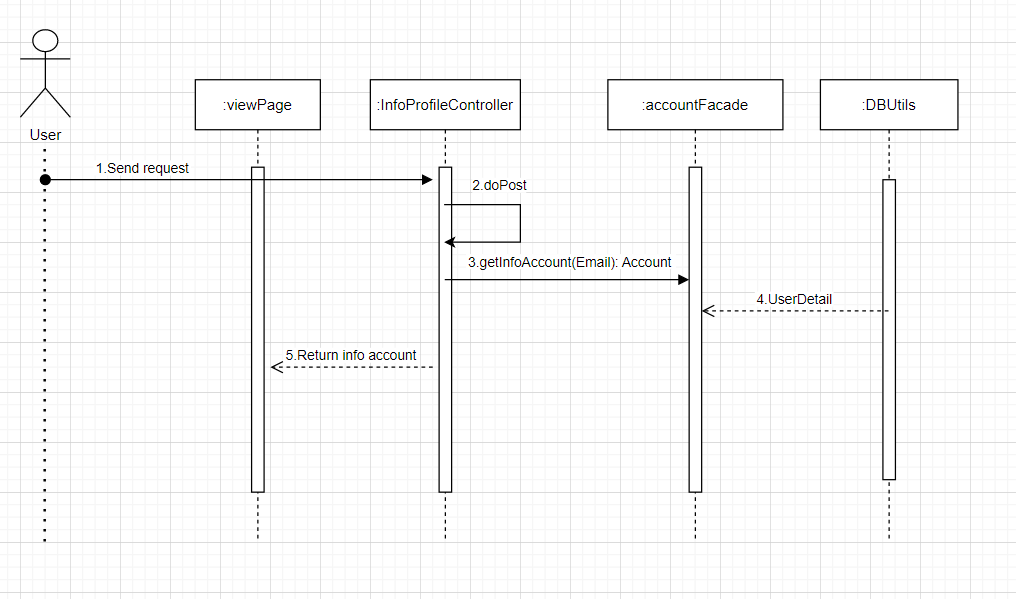 User
:viewPage
:InfoProfileController
:accountFacade
:DBUtils
1.Send request
2.doPost
3.getInfoAccount(Email): Account
4.UserDetail
5.Return info account